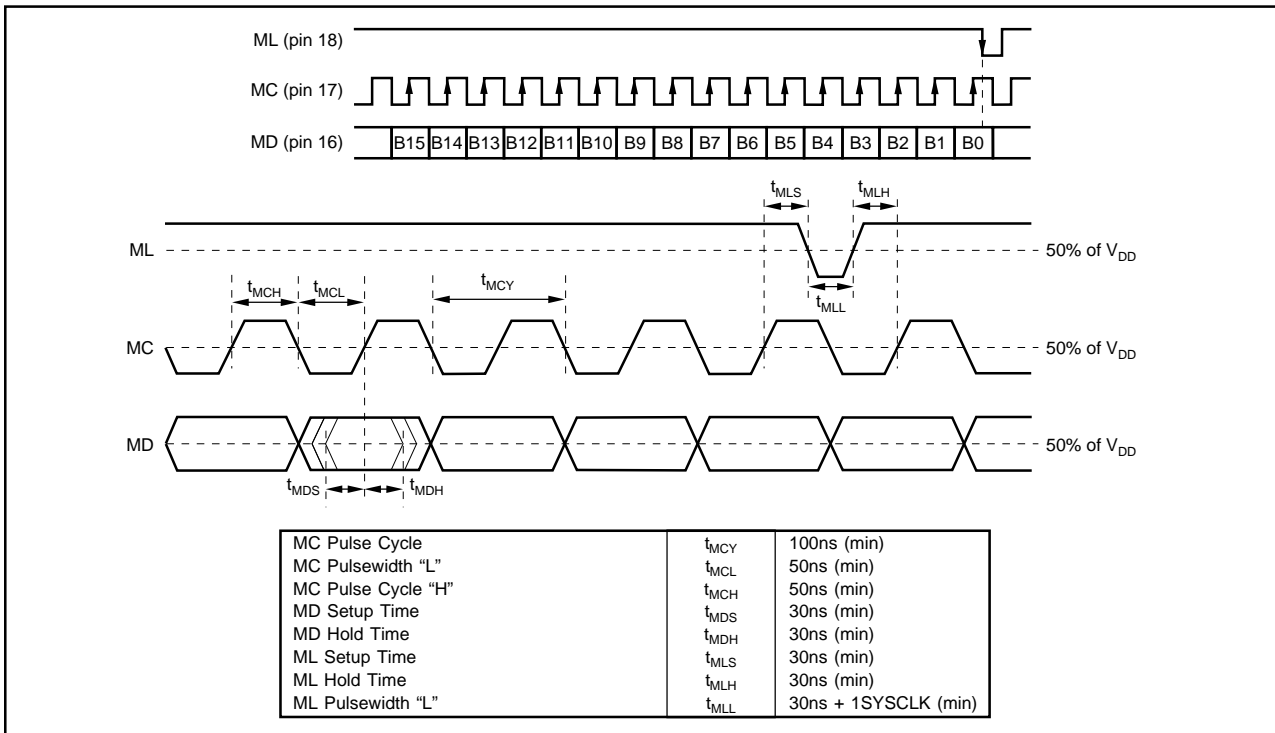 ML (pin 18)
MC (pin 17)
MD (pin 16) B15 B14 B13 B12 B11 B10 B9 B8 B7 B6 B5 B4 B3 B2 B1 B0
tMLS tMLH
ML 50% of VDD
tMCH tMCL tMCY tMLL
MC 50% of VDD
MD 50% of VDD
tMDS tMDH
MC Pulse Cycle tMCY 100ns (min)
MC Pulsewidth “L” tMCL 50ns (min)
MC Pulse Cycle “H” tMCH 50ns (min)
MD Setup Time tMDS 30ns (min)
MD Hold Time tMDH 30ns (min)
ML Setup Time tMLS 30ns (min)
ML Hold Time tMLH 30ns (min)
ML Pulsewidth “L” tMLL 30ns + 1SYSCLK (min)